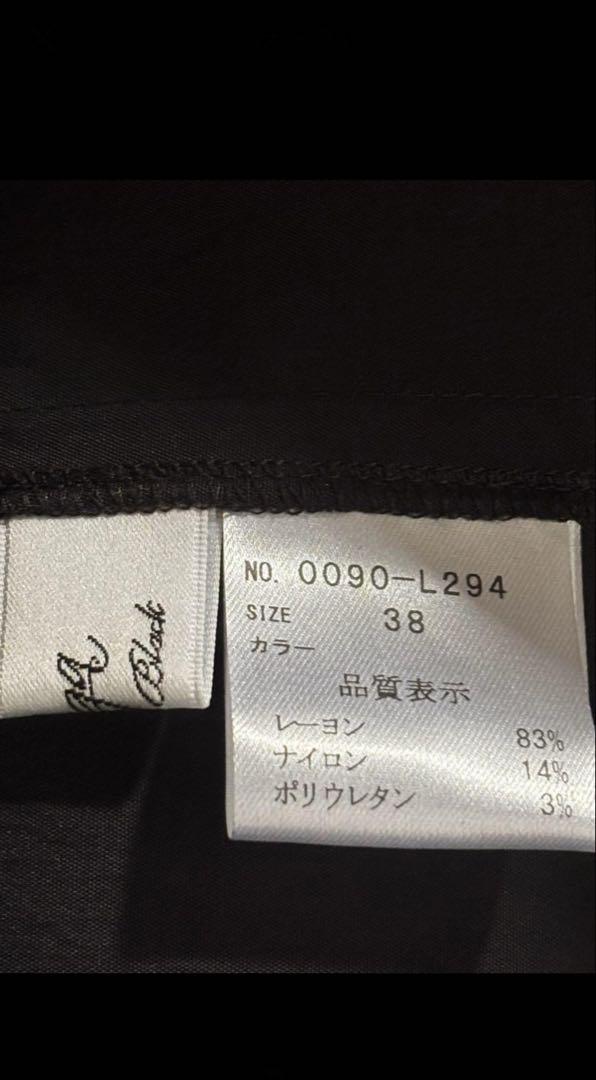 Black
NO. 0090-L294
SIZE 38
カラー
品質表示
レーヨン 83%
ナイロン 14%
ポリウレタン 3%